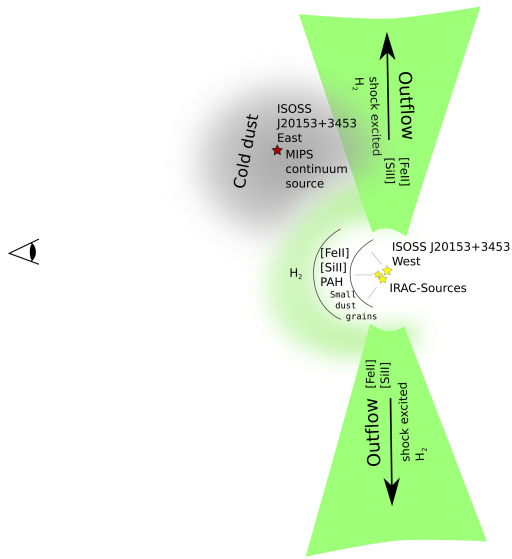 Outflow
shock excited
H2
[FeII]
[SiII]
Cold dust
ISOSS
J20153+3453
East
MIPS
continuum
source
H2
[FeII]
[SiII]
PAH
Small
dust
grains
ISOSS J20153+3453
West
IRAC-Sources
[FeII]
[SiII]
Outflow
shock excited
H2